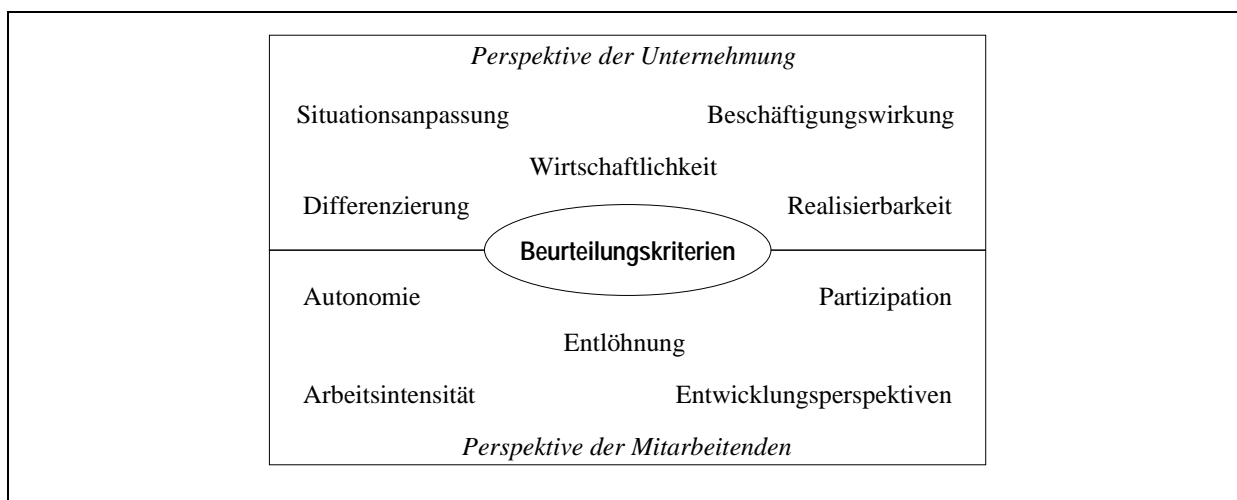 Perspektive der Unternehmung
Situationsanpassung Beschäftigungswirkung
Wirtschaftlichkeit
Differenzierung Realisierbarkeit
Beurteilungskriterien
Autonomie Partizipation
Entlöhnung
Arbeitsintensität Entwicklungsperspektiven
Perspektive der Mitarbeitenden